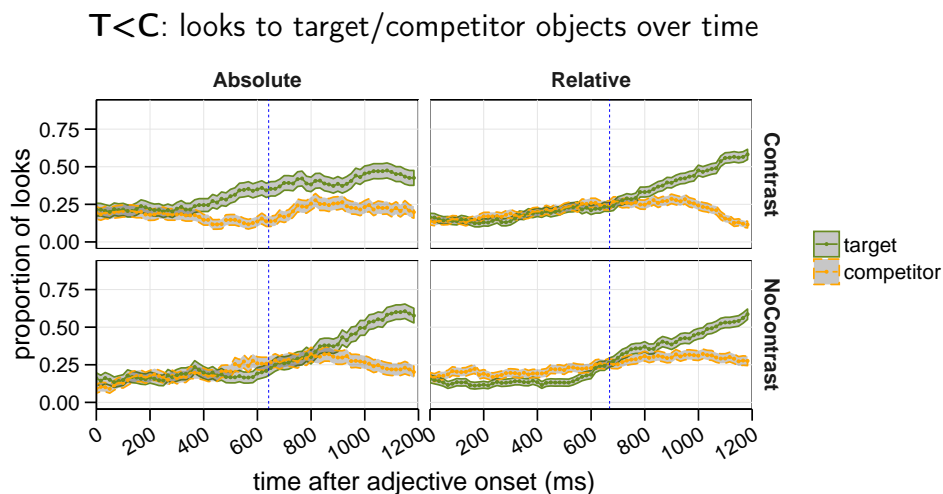 T<C: looks to target/competitor objects over time
Absolute
Relative
0.75
0.50
0.25
0.00
Contrast
0.75
0.50
0.25
0.00
NoContrast
proportion of looks
0 200 400 600 800 1000 1200
0 200 400 600 800 1000 1200
time after adjective onset (ms)
target
competitor